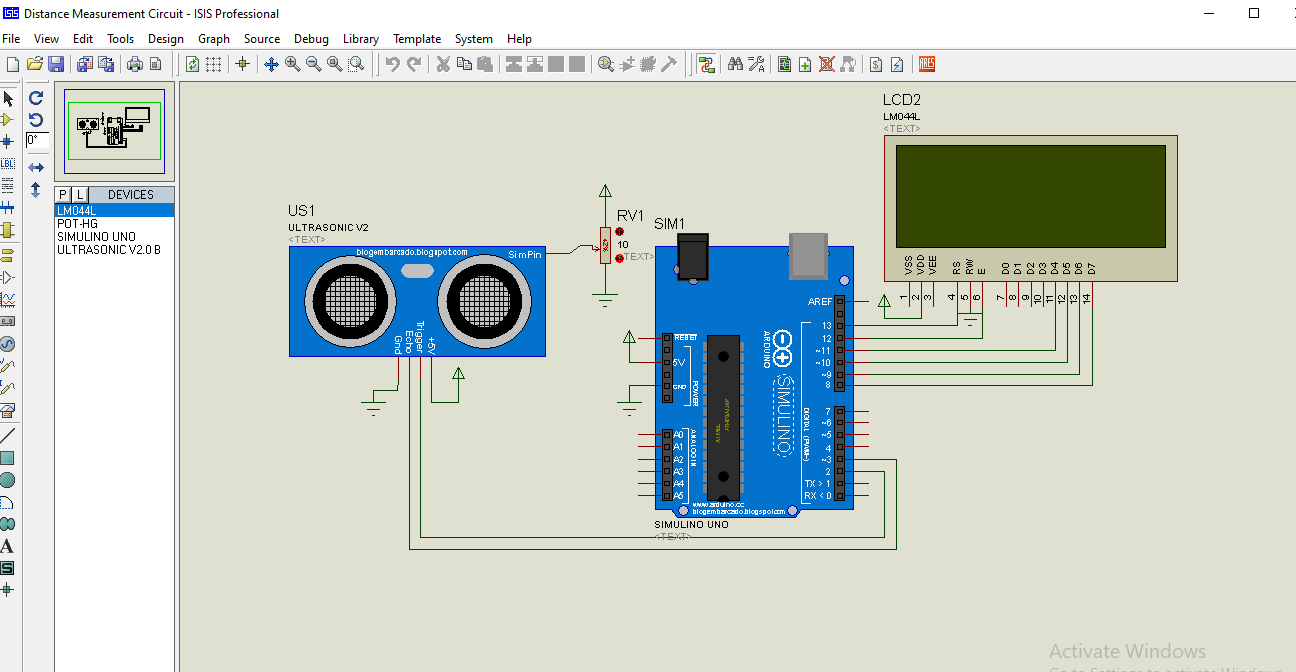 Distance Measurement Circuit - ISIS Professional
File View Edit Tools Design Graph Source Debug Library Template System Help
ARES
0°
LBL
P L DEVICES
LM044L
POT-HG
SIMULINO UNO
ULTRASONIC V2.0 B
A
S
US1
ULTRASONIC V2
<TEXT>
blogembarcado.blogspot.com
SimPin
Gnd
Echo
Trigger
+5V
RV1
10
<TEXT>
SIM1
AREF
RESET
5V
GND
POWER
A0
A1
A2
A3
A4
A5
ANALOG IN
ARDUINO
SIMULINO
13
12
~11
~10
~9
8
7
~6
~5
4
~3
2
TX > 1
RX < 0
DIGITAL (PWM~)
www.arduino.cc
blogembarcado.blogspot.com
SIMULINO UNO
<TEXT>
LCD2
LM044L
<TEXT>
VSS VDD VEE RS RW E D0 D1 D2 D3 D4 D5 D6 D7
1 2 3 4 5 6 7 8 9 10 11 12 13 14
Activate Windows